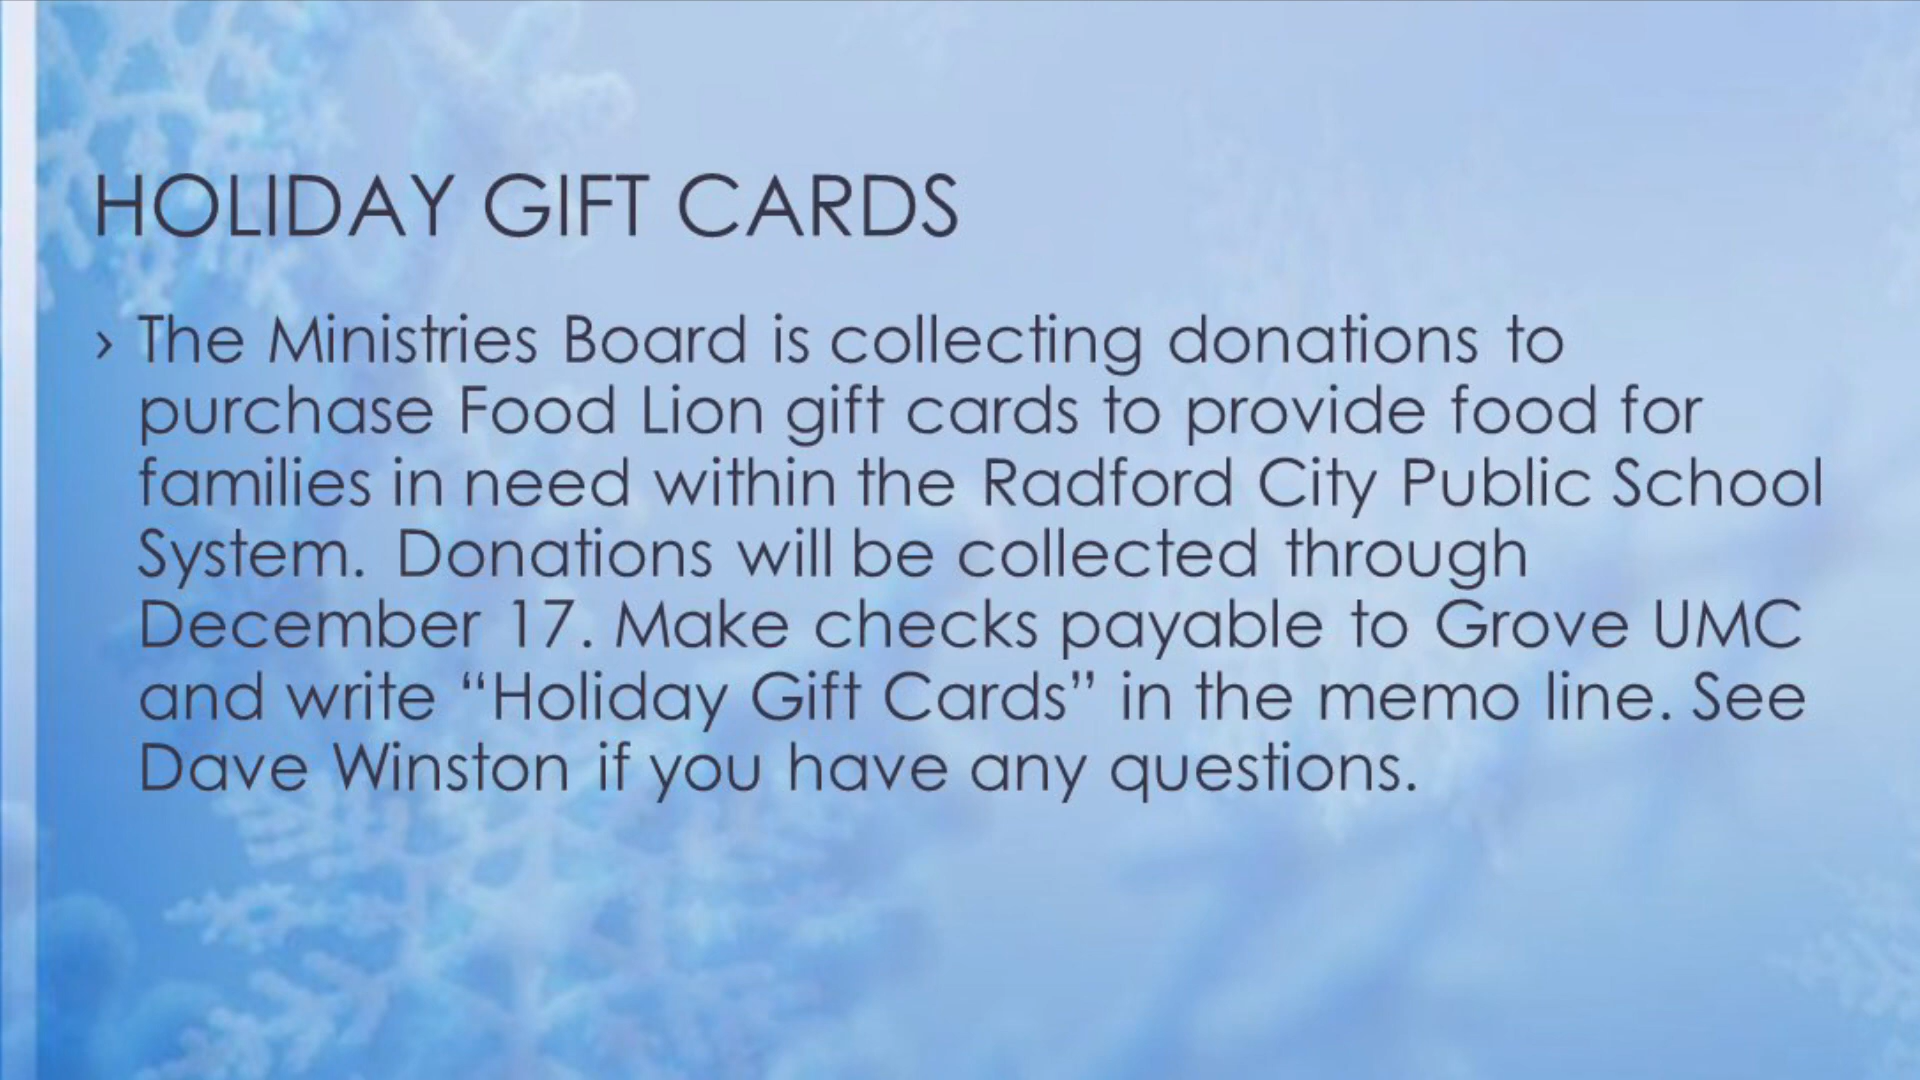 HOLIDAY GIFT CARDS
› The Ministries Board is collecting donations to
purchase Food Lion gift cards to provide food for
families in need within the Radford City Public School
System.  Donations will be collected through
December 17. Make checks payable to Grove UMC
and write “Holiday Gift Cards” in the memo line. See
Dave Winston if you have any questions.